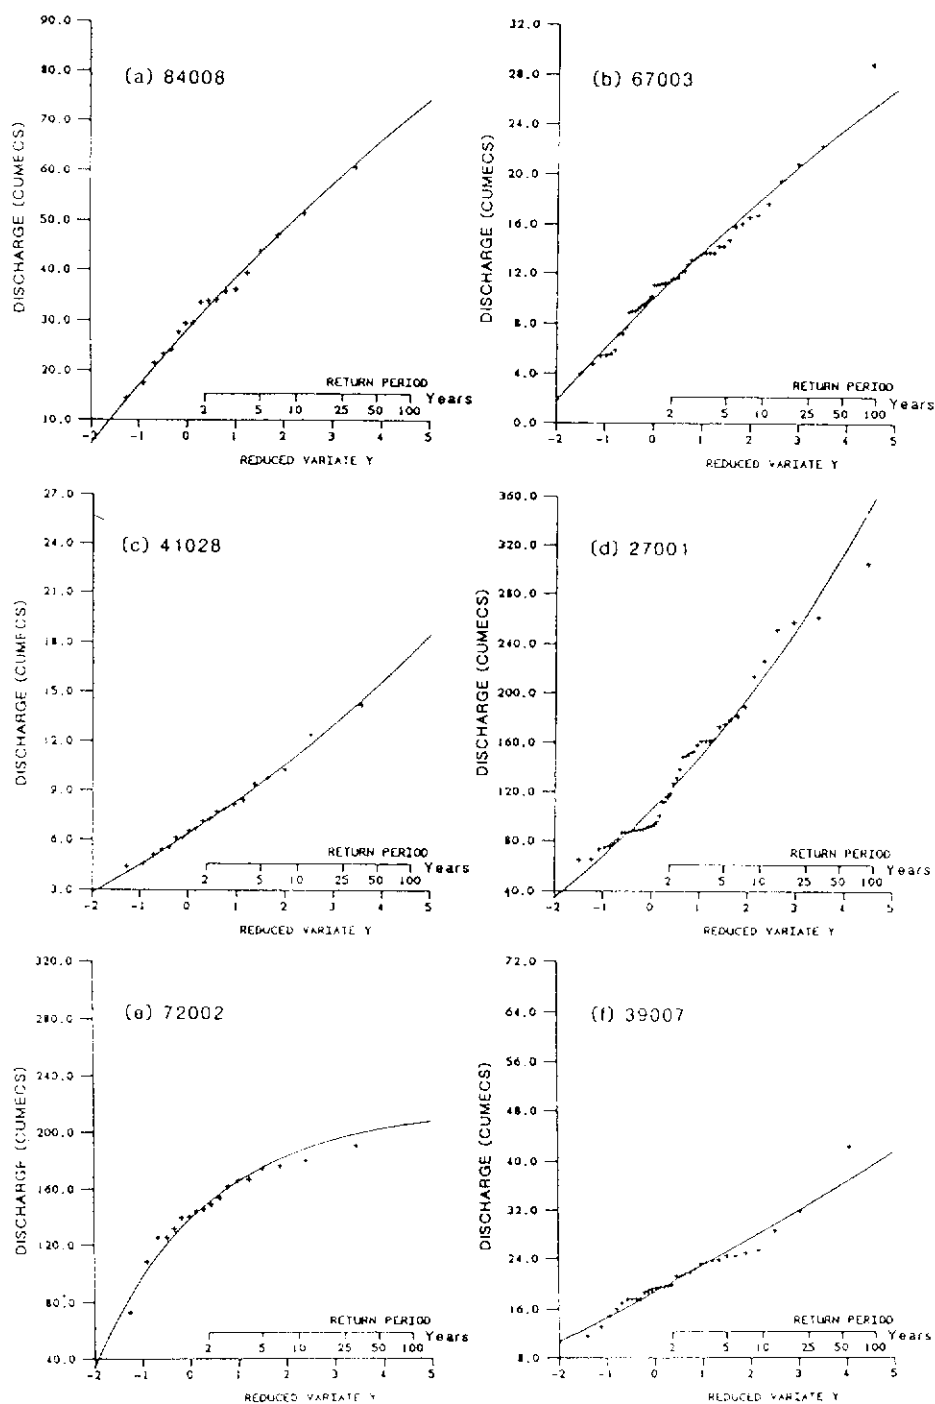 (a) 84008
DISCHARGE (CUMECS)
90.0
80.0
70.0
60.0
50.0
40.0
30.0
20.0
10.0
RETURN PERIOD
2 5 10 25 50 100 Years
-2 -1 0 1 2 3 4 5
REDUCED VARIATE Y
(b) 67003
DISCHARGE (CUMECS)
32.0
28.0
24.0
20.0
16.0
12.0
8.0
4.0
0.0
RETURN PERIOD
2 5 10 25 50 100 Years
-2 -1 0 1 2 3 4 5
REDUCED VARIATE Y
(c) 41028
DISCHARGE (CUMECS)
27.0
24.0
21.0
18.0
15.0
12.0
9.0
6.0
3.0
RETURN PERIOD
2 5 10 25 50 100 Years
-2 -1 0 1 2 3 4 5
REDUCED VARIATE Y
(d) 27001
DISCHARGE (CUMECS)
360.0
320.0
280.0
240.0
200.0
160.0
120.0
80.0
40.0
RETURN PERIOD
2 5 10 25 50 100 Years
-2 -1 0 1 2 3 4 5
REDUCED VARIATE Y
(e) 72002
DISCHARGE (CUMECS)
320.0
280.0
240.0
200.0
160.0
120.0
80.0
40.0
RETURN PERIOD
2 5 10 25 50 100 Years
-2 -1 0 1 2 3 4 5
REDUCED VARIATE Y
(f) 39007
DISCHARGE (CUMECS)
72.0
64.0
56.0
48.0
40.0
32.0
24.0
16.0
8.0
RETURN PERIOD
2 5 10 25 50 100 Years
-2 -1 0 1 2 3 4 5
REDUCED VARIATE Y